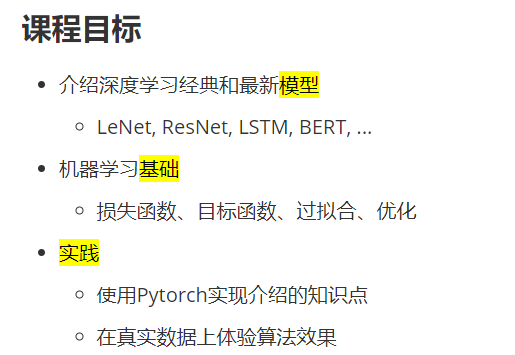 课程目标
介绍深度学习经典和最新模型
LeNet, ResNet, LSTM, BERT, ...
机器学习基础
损失函数、目标函数、过拟合、优化
实践
使用Pytorch实现介绍的知识点
在真实数据上体验算法效果